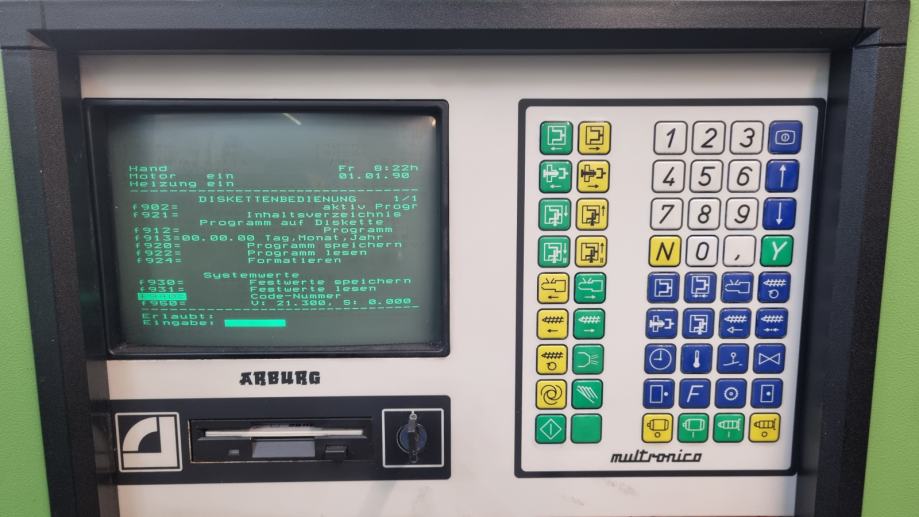 Hand Fr 8:22h
Motor ein 01.01.90
Heizung ein
DISKETTENBEDIENUNG 1/1
f902= aktiv Progr
f921= Inhaltsverzeichnis
Programm auf Diskette
f912= Programm
f913=00.00.00 Tag,Monat,Jahr
f920= Programm speichern
f922= Programm lesen
f924= Formatieren
Systemwerte
f930= Festwerte speichern
f931= Festwerte lesen
Code-Nummer
f950= V: 21.300, S: 0.000
Erlaubt:
Eingabe:
ARBURG
1 2 3
4 5 6
7 8 9
N 0 , Y
F
multronica